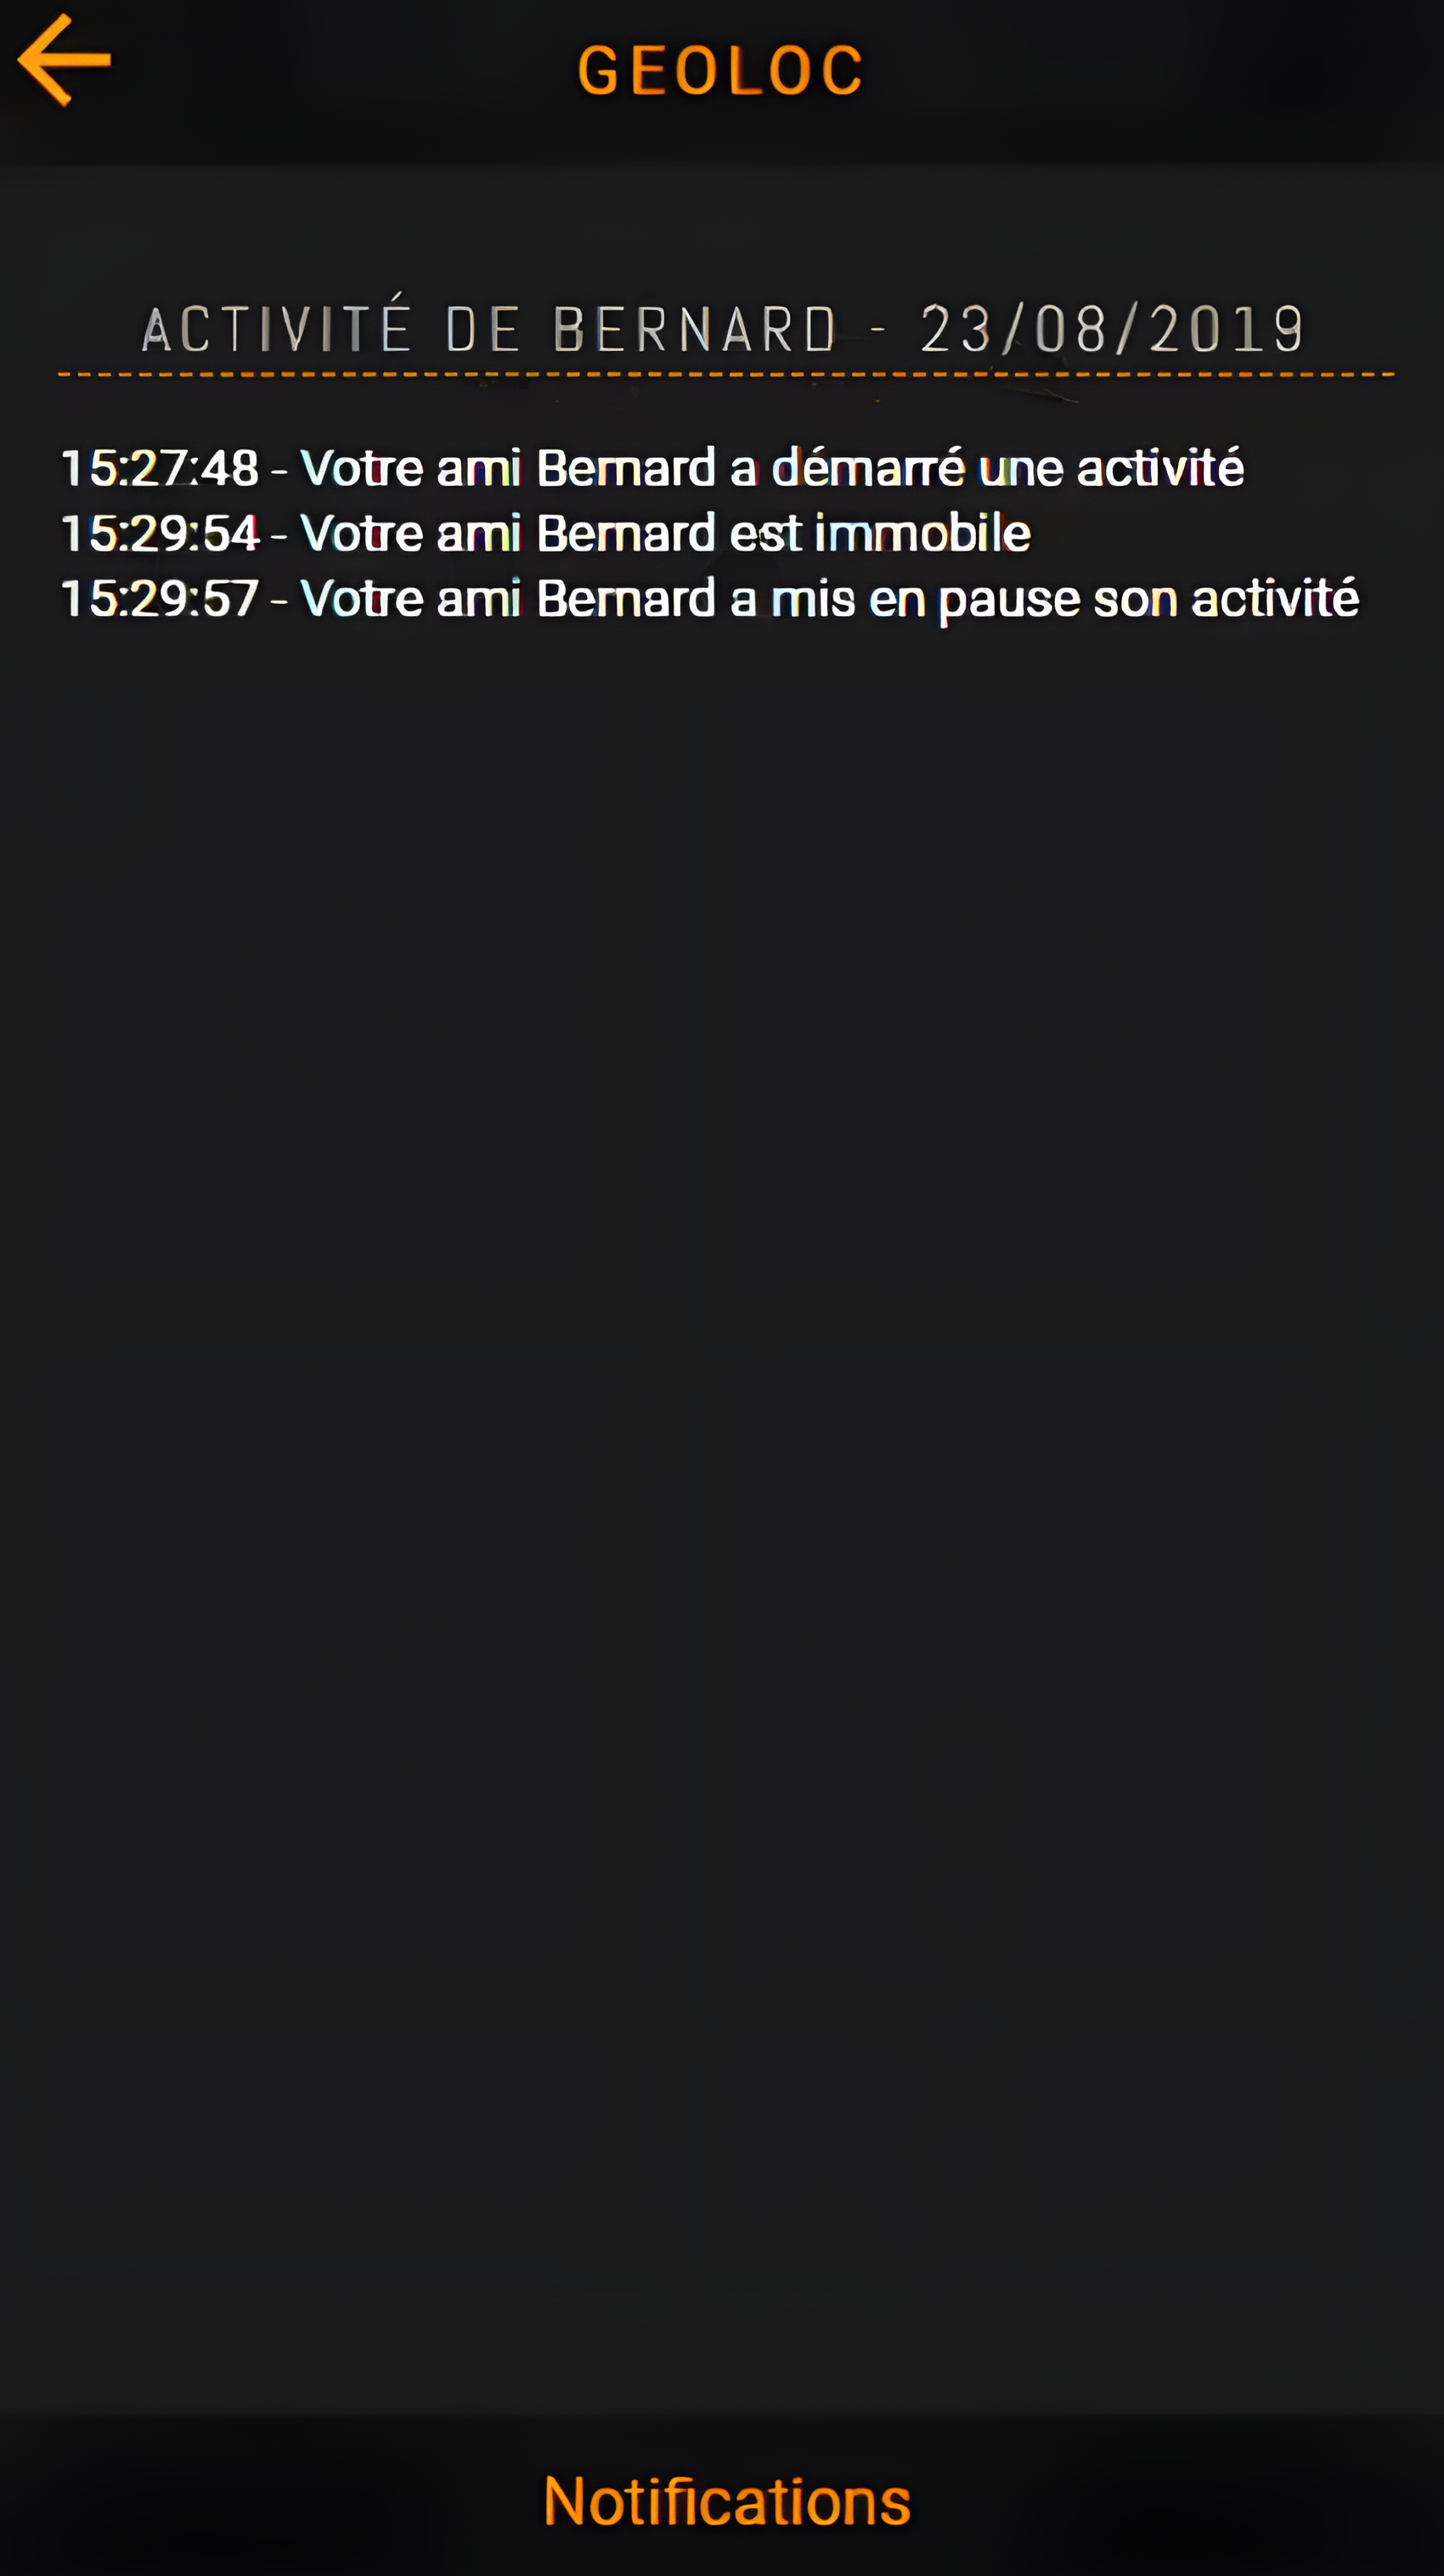 GEOLOC
ACTIVITÉ DE BERNARD - 23/08/2019
15:27:48 - Votre ami Bernard a démarré une activité
15:29:54 - Votre ami Bernard est immobile
15:29:57 - Votre ami Bernard a mis en pause son activité
Notifications